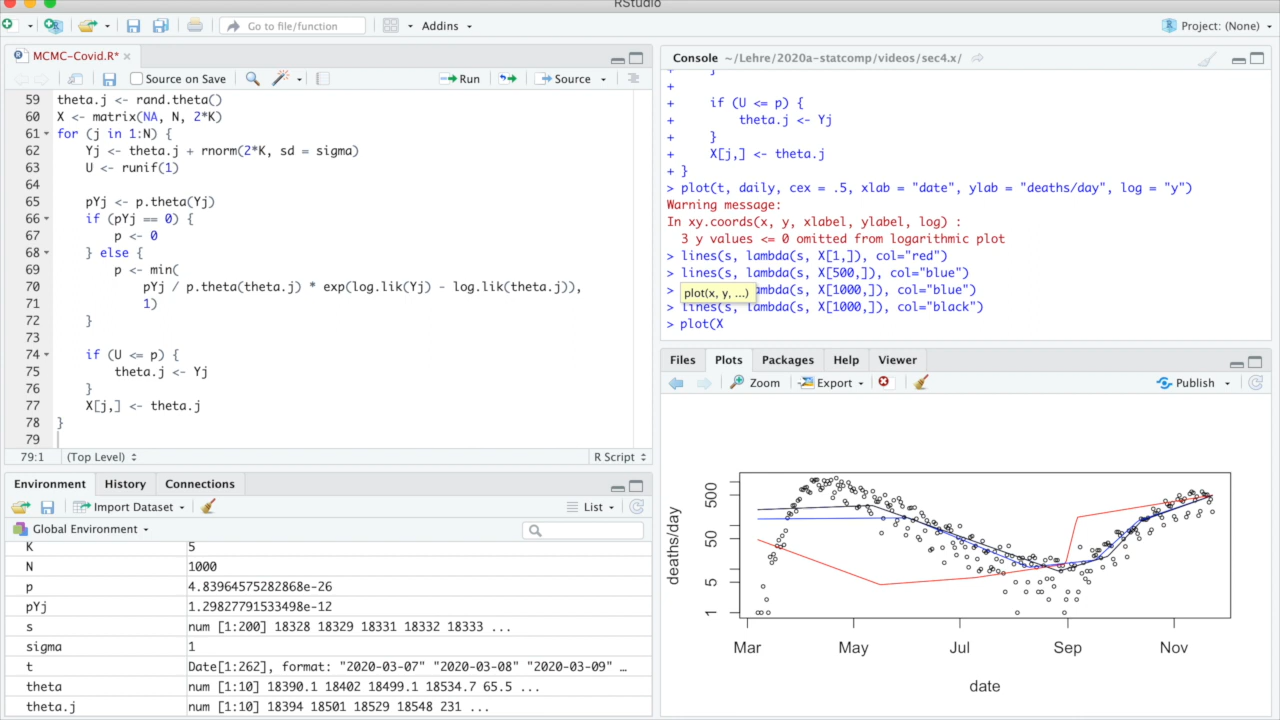 RStudio
Go to file/function
Addins
Project: (None)
MCMC-Covid.R*
Source on Save
Run
Source
59 theta.j <- rand.theta()
60 X <- matrix(NA, N, 2*K)
61 for (j in 1:N) {
62 Yj <- theta.j + rnorm(2*K, sd = sigma)
63 U <- runif(1)
64
65 pYj <- p.theta(Yj)
66 if (pYj == 0) {
67 p <- 0
68 } else {
69 p <- min(
70 pYj / p.theta(theta.j) * exp(log.lik(Yj) - log.lik(theta.j)),
71 1)
72 }
73
74 if (U <= p) {
75 theta.j <- Yj
76 }
77 X[j,] <- theta.j
78 }
79
79:1 (Top Level) R Script
Environment History Connections
Import Dataset List
Global Environment
K 5
N 1000
p 4.83964575282868e-26
pYj 1.29827791533498e-12
s num [1:200] 18328 18329 18331 18332 18333 ...
sigma 1
t Date[1:262], format: "2020-03-07" "2020-03-08" "2020-03-09" …
theta num [1:10] 18390.1 18402 18499.1 18534.7 65.5 ...
theta.j num [1:10] 18394 18501 18529 18548 231 ...
Console ~/Lehre/2020a-statcomp/videos/sec4.x/
+ }
+
+ if (U <= p) {
+ theta.j <- Yj
+ }
+ X[j,] <- theta.j
+ }
> plot(t, daily, cex = .5, xlab = "date", ylab = "deaths/day", log = "y")
Warning message:
In xy.coords(x, y, xlabel, ylabel, log) :
3 y values <= 0 omitted from logarithmic plot
> lines(s, lambda(s, X[1,]), col="red")
> lines(s, lambda(s, X[500,]), col="blue")
> plot(x, y, ...) mbda(s, X[1000,]), col="blue")
> lines(s, lambda(s, X[1000,]), col="black")
> plot(X
Files Plots Packages Help Viewer
Zoom Export Publish
deaths/day
500
50
5
1
Mar May Jul Sep Nov
date